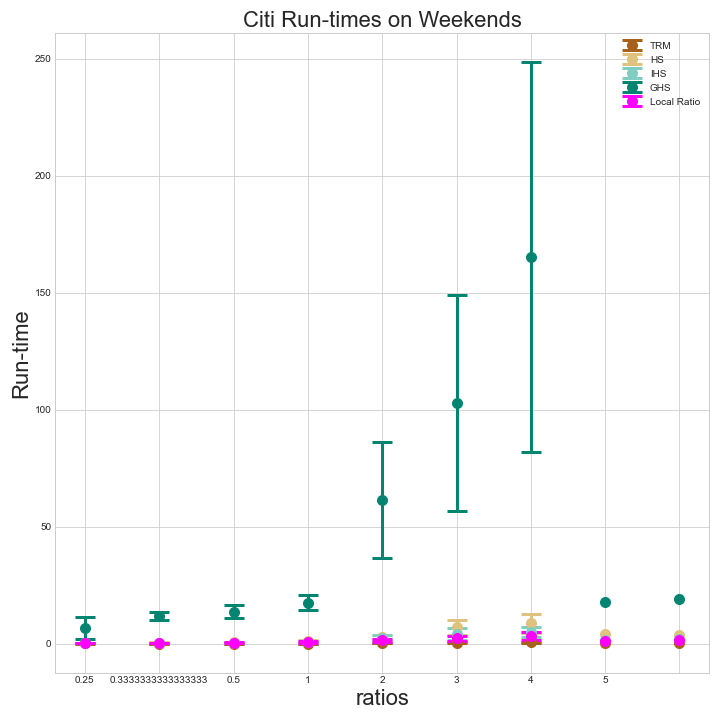 Citi Run-times on Weekends
TRM
HS
IHS
GHS
Local Ratio
250
200
150
100
50
0
Run-time
0.25 0.3333333333333333 0.5 1 2 3 4 5
ratios